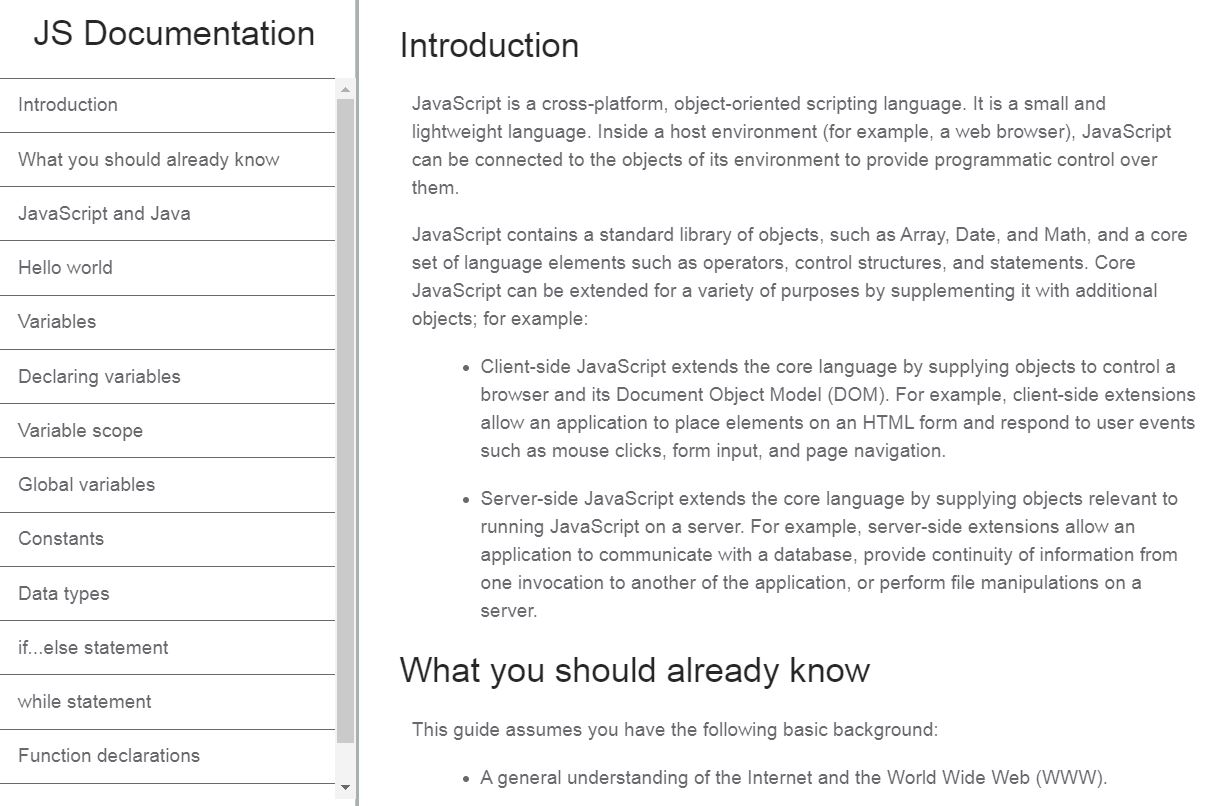 JS Documentation
Introduction
What you should already know
JavaScript and Java
Hello world
Variables
Declaring variables
Variable scope
Global variables
Constants
Data types
if...else statement
while statement
Function declarations
Introduction
JavaScript is a cross-platform, object-oriented scripting language. It is a small and
lightweight language. Inside a host environment (for example, a web browser), JavaScript
can be connected to the objects of its environment to provide programmatic control over
them.
JavaScript contains a standard library of objects, such as Array, Date, and Math, and a core
set of language elements such as operators, control structures, and statements. Core
JavaScript can be extended for a variety of purposes by supplementing it with additional
objects; for example:
• Client-side JavaScript extends the core language by supplying objects to control a
browser and its Document Object Model (DOM). For example, client-side extensions
allow an application to place elements on an HTML form and respond to user events
such as mouse clicks, form input, and page navigation.
• Server-side JavaScript extends the core language by supplying objects relevant to
running JavaScript on a server. For example, server-side extensions allow an
application to communicate with a database, provide continuity of information from
one invocation to another of the application, or perform file manipulations on a
server.
What you should already know
This guide assumes you have the following basic background:
• A general understanding of the Internet and the World Wide Web (WWW).